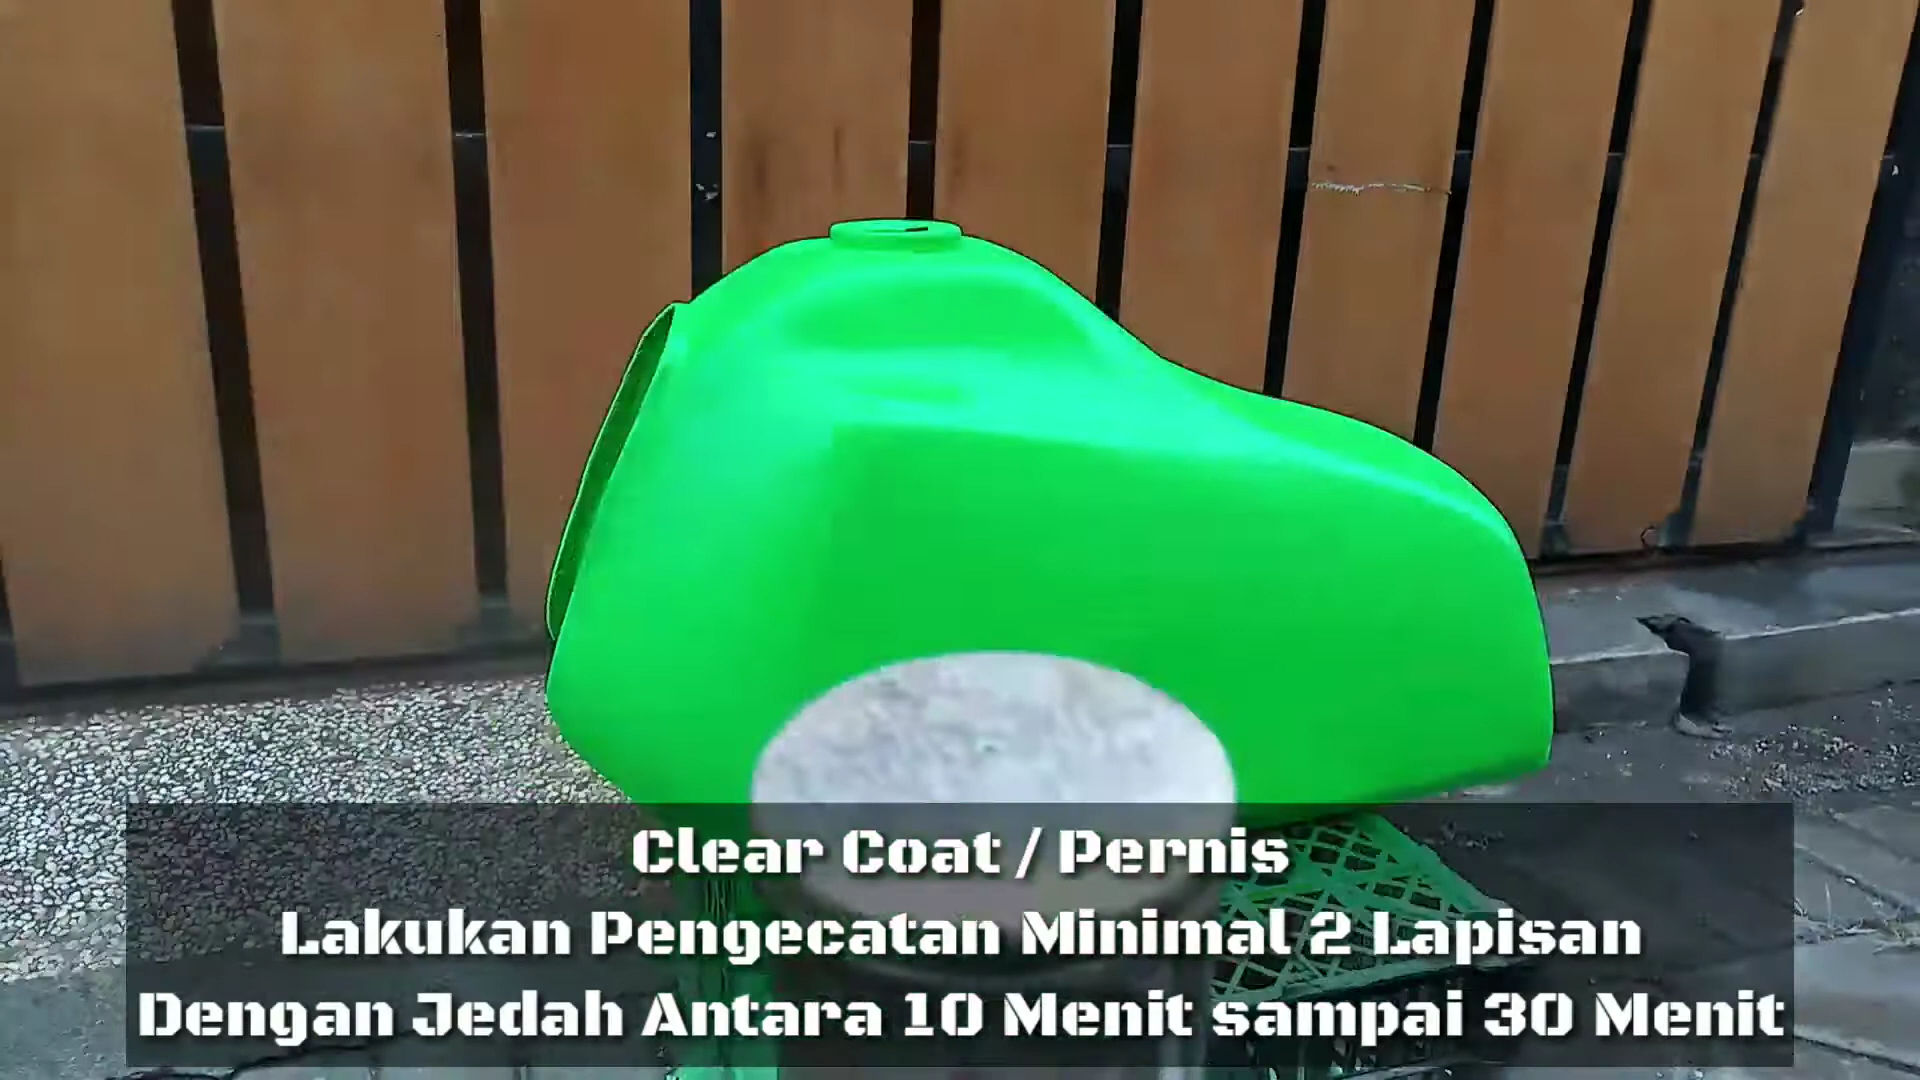 Clear Coat / Pernis
Lakukan Pengecatan Minimal 2 Lapisan
Dengan Jedah Antara 10 Menit sampai 30 Menit